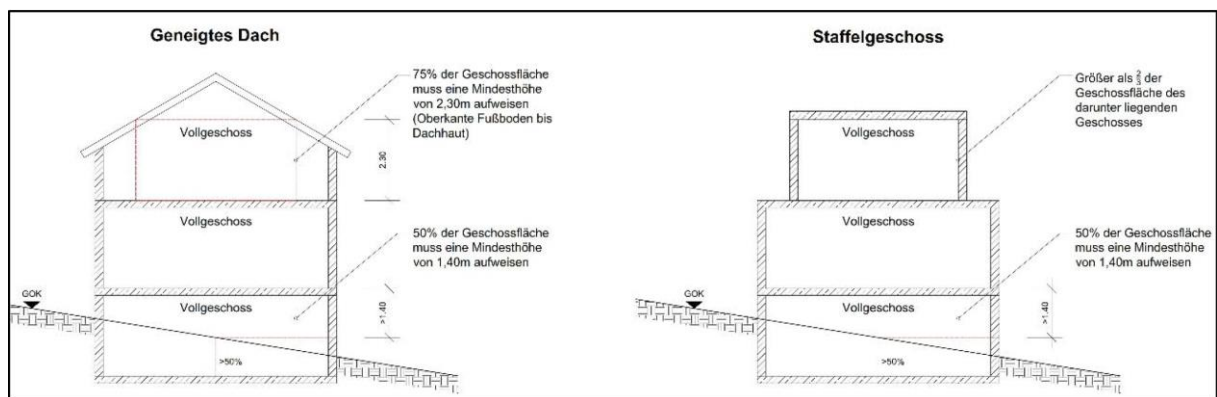 Geneigtes Dach
75% der Geschossfläche
muss eine Mindesthöhe
von 2,30m aufweisen
(Oberkante Fußboden bis
Dachhaut)
Vollgeschoss
2.30
Vollgeschoss
50% der Geschossfläche
muss eine Mindesthöhe
von 1,40m aufweisen
GOK
Vollgeschoss
>1.40
>50%
Staffelgeschoss
Größer als der
Geschossfläche des
darunter liegenden
Geschosses
Vollgeschoss
Vollgeschoss
50% der Geschossfläche
muss eine Mindesthöhe
von 1,40m aufweisen
GOK
Vollgeschoss
>1.40
>50%